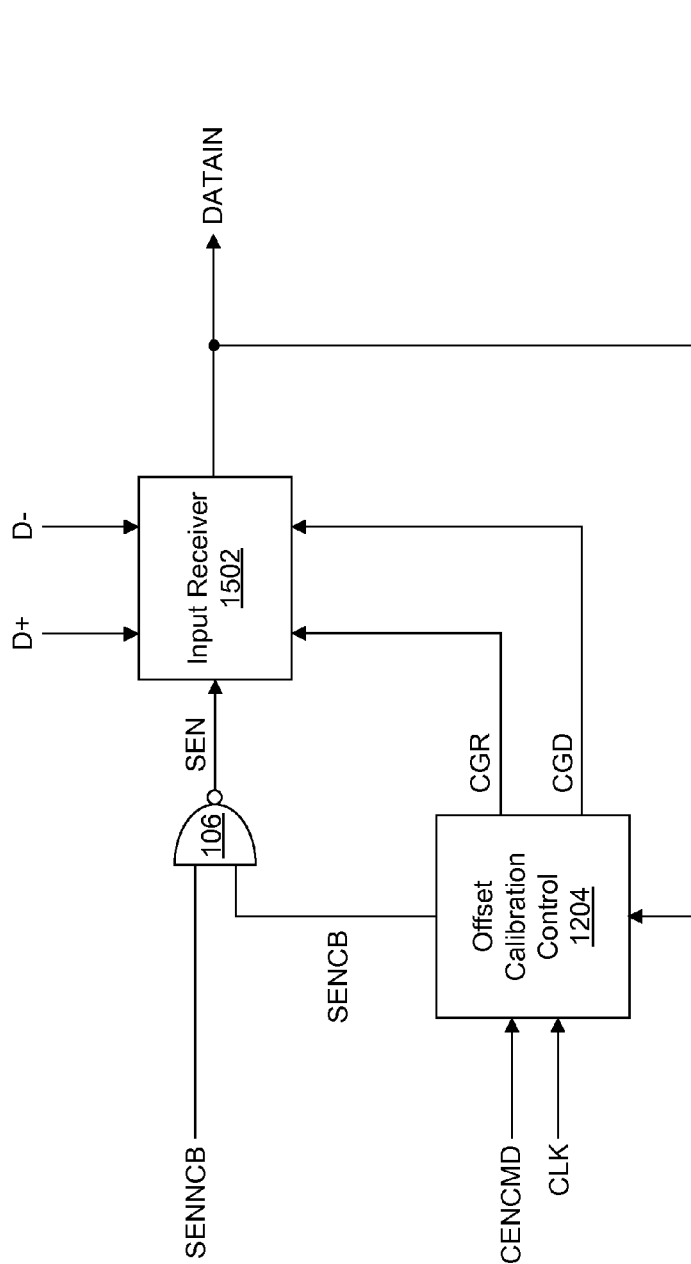 D+
D-
Input Receiver
1502
DATAIN
SEN
106
SENNCB
SENCB
CGR
CGD
Offset
Calibration
Control
1204
CENCMD
CLK